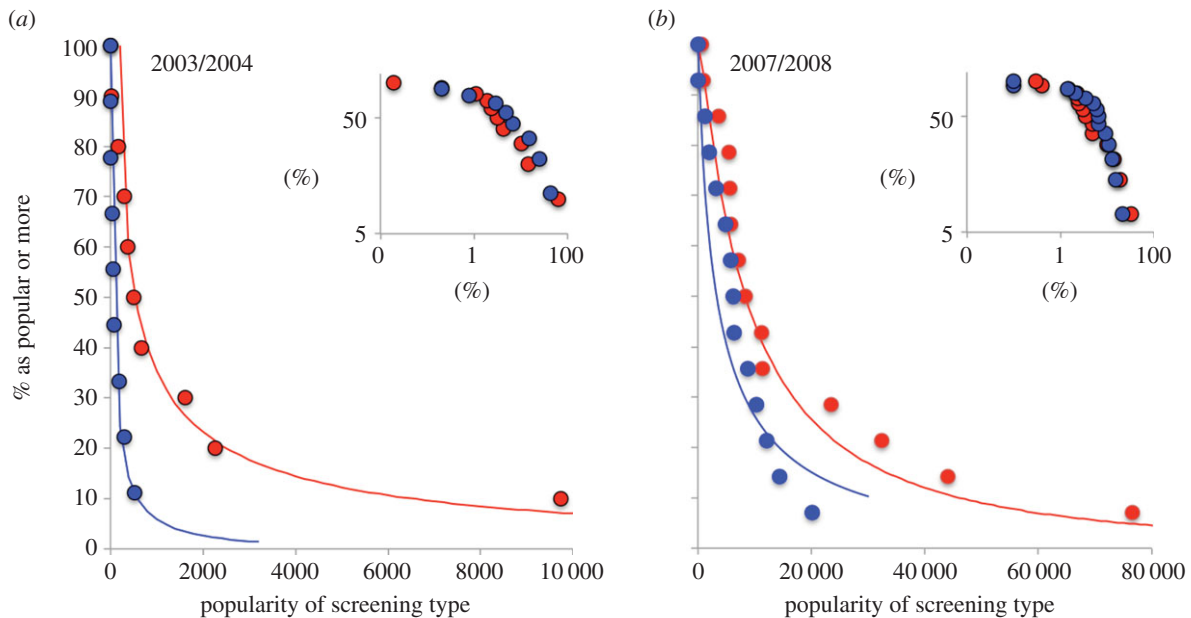 (a)
(b)
% as popular or more
100
90
80
70
60
50
40
30
20
10
0
2003/2004
50
(%)
5
0 1 100
(%)
0 2000 4000 6000 8000 10 000
popularity of screening type
2007/2008
50
(%)
5
0 1 100
(%)
0 20 000 40 000 60 000 80 000
popularity of screening type